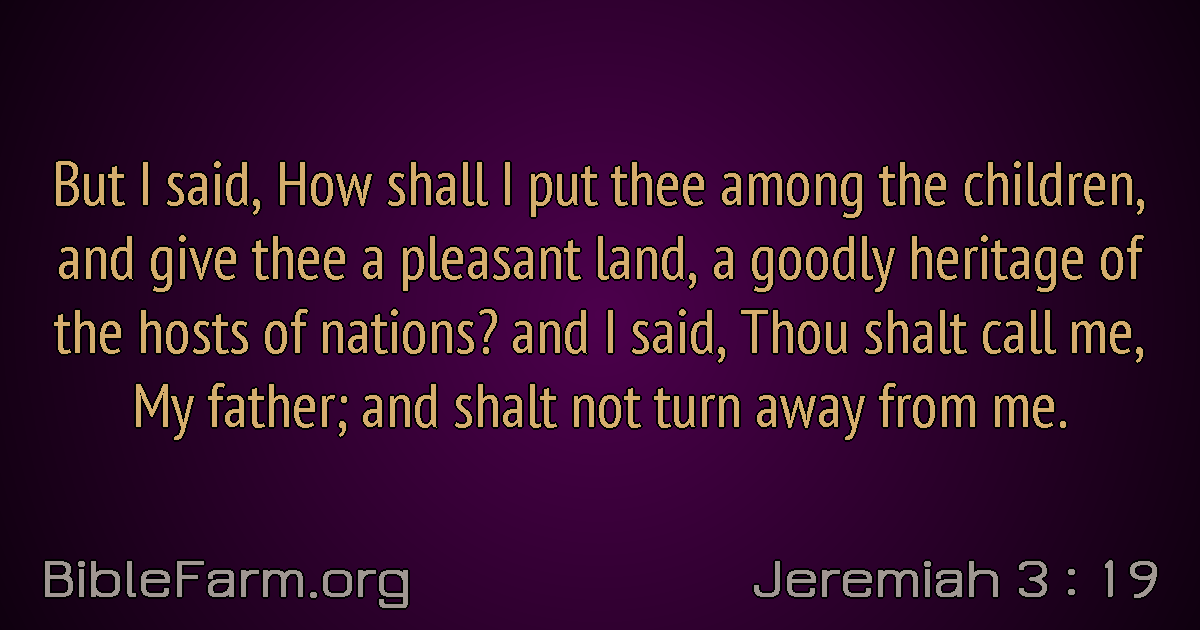 But I said, How shall I put thee among the children,
and give thee a pleasant land, a goodly heritage of
the hosts of nations? and I said, Thou shalt call me,
My father; and shalt not turn away from me.
BibleFarm.org
Jeremiah 3 : 19